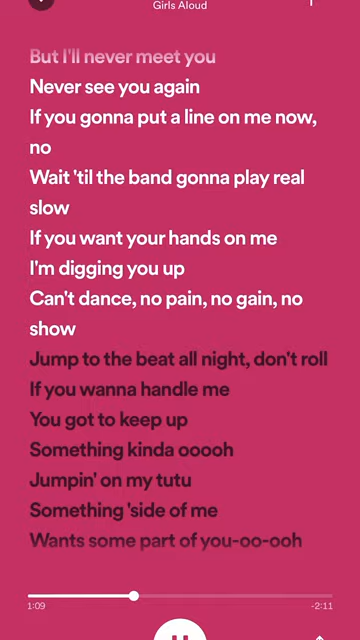 Girls Aloud
But I'll never meet you
Never see you again
If you gonna put a line on me now,
no
Wait 'til the band gonna play real
slow
If you want your hands on me
I'm digging you up
Can't dance, no pain, no gain, no
show
Jump to the beat all night, don't roll
If you wanna handle me
You got to keep up
Something kinda ooooh
Jumpin' on my tutu
Something 'side of me
Wants some part of you-oo-ooh
1:09
-2:11